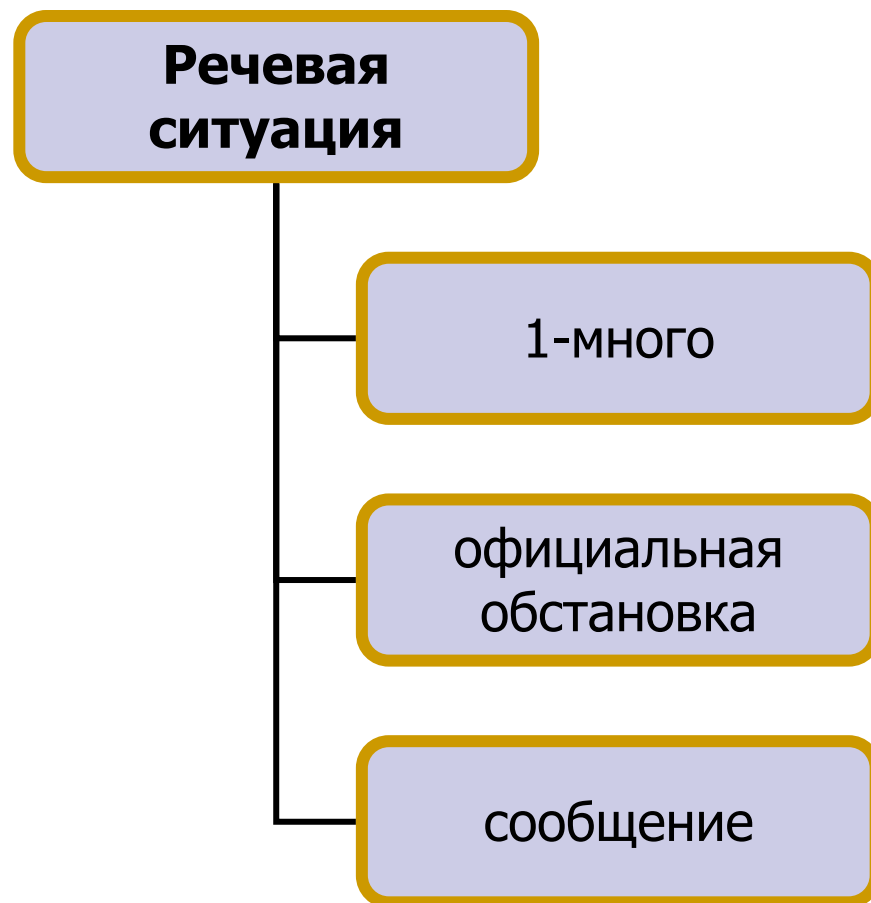 Речевая
ситуация
1-много
официальная
обстановка
сообщение